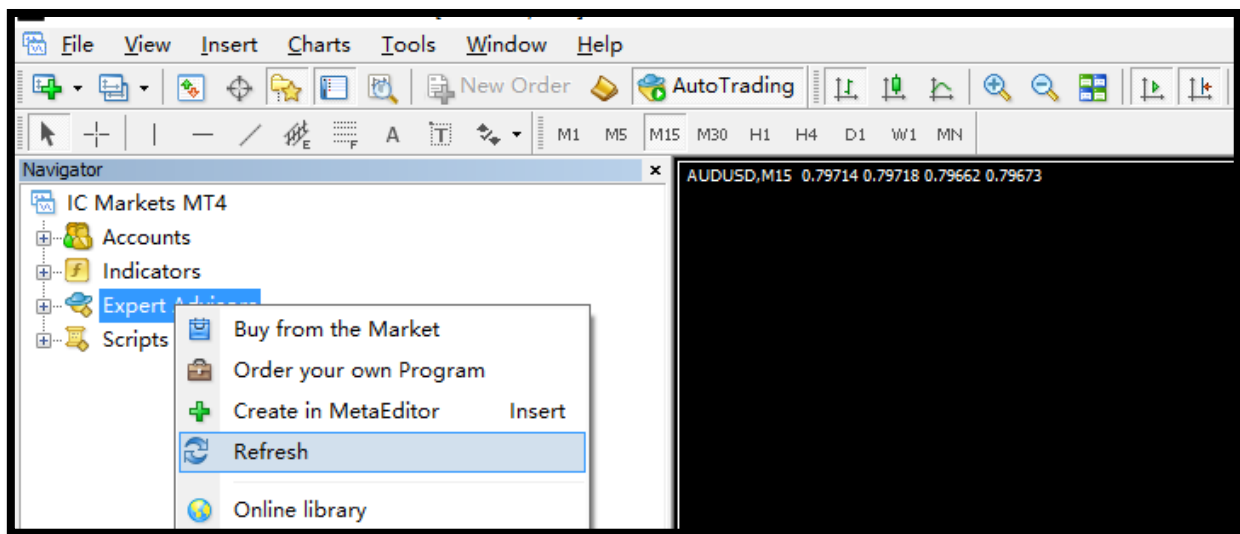 File View Insert Charts Tools Window Help
New Order AutoTrading
E F A T M1 M5 M15 M30 H1 H4 D1 W1 MN
Navigator x
AUDUSD,M15 0.79714 0.79718 0.79662 0.79673
IC Markets MT4
Accounts
Indicators
Expert
Scripts
Buy from the Market
Order your own Program
Create in MetaEditor Insert
Refresh
Online library